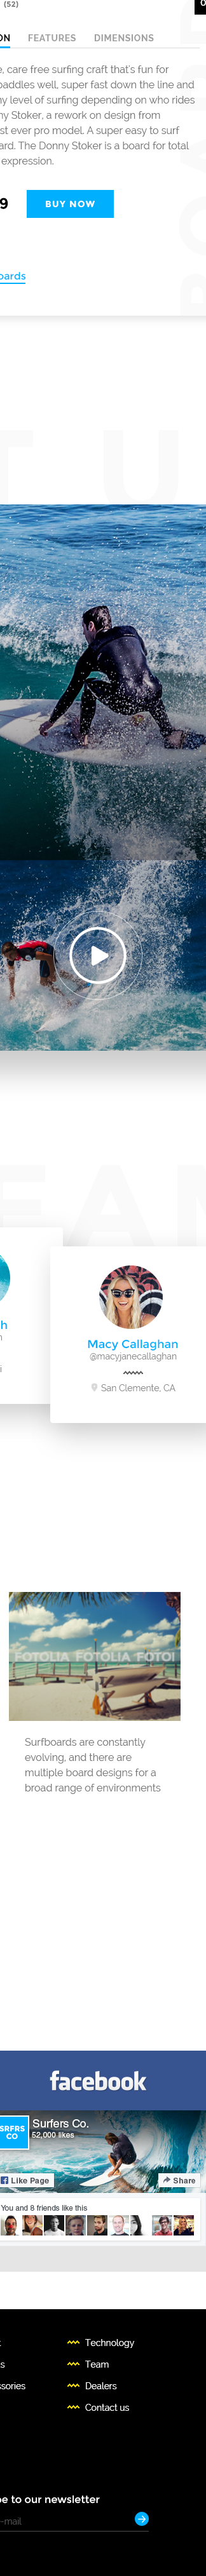 (52)
ON FEATURES DIMENSIONS
, care free surfing craft that's fun for
paddles well, super fast down the line and
y level of surfing depending on who rides
ny Stoker, a rework on design from
st ever pro model. A super easy to surf
ard. The Donny Stoker is a board for total
expression.
9 BUY NOW
oards
T U
EAM
h
Macy Callaghan
@macyjanecallaghan
San Clemente, CA
FOTOLIA
Surfboards are constantly
evolving, and there are
multiple board designs for a
broad range of environments
facebook
SRFRS
CO
Surfers Co.
52,000 likes
Like Page Share
You and 8 friends like this
t Technology
s Team
sories Dealers
Contact us
be to our newsletter
-mail